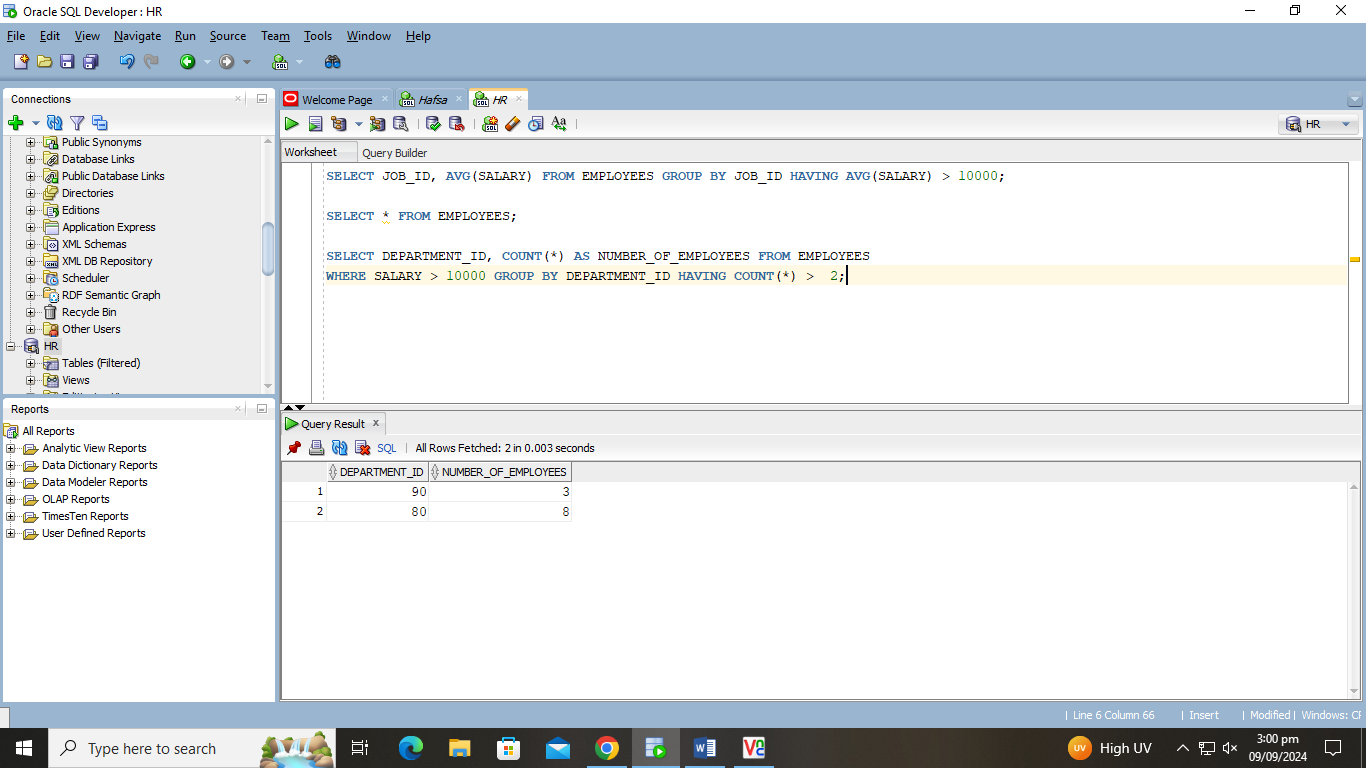 Oracle SQL Developer : HR
File Edit View Navigate Run Source Team Tools Window Help
Connections
Public Synonyms
Database Links
Public Database Links
Directories
Editions
Application Express
XML Schemas
XML DB Repository
Scheduler
RDF Semantic Graph
Recycle Bin
Other Users
HR
Tables (Filtered)
Views
Reports
All Reports
Analytic View Reports
Data Dictionary Reports
Data Modeler Reports
OLAP Reports
TimesTen Reports
User Defined Reports
Welcome Page Hafsa HR
HR
Worksheet Query Builder
SELECT JOB_ID, AVG(SALARY) FROM EMPLOYEES GROUP BY JOB_ID HAVING AVG(SALARY) > 10000;
SELECT * FROM EMPLOYEES;
SELECT DEPARTMENT_ID, COUNT(*) AS NUMBER_OF_EMPLOYEES FROM EMPLOYEES
WHERE SALARY > 10000 GROUP BY DEPARTMENT_ID HAVING COUNT(*) >  2;
Query Result
SQL | All Rows Fetched: 2 in 0.003 seconds
DEPARTMENT_ID NUMBER_OF_EMPLOYEES
1 90 3
2 80 8
| Line 6 Column 66 | Insert | Modified | Windows: CF
Type here to search
UV High UV
3:00 pm
09/09/2024